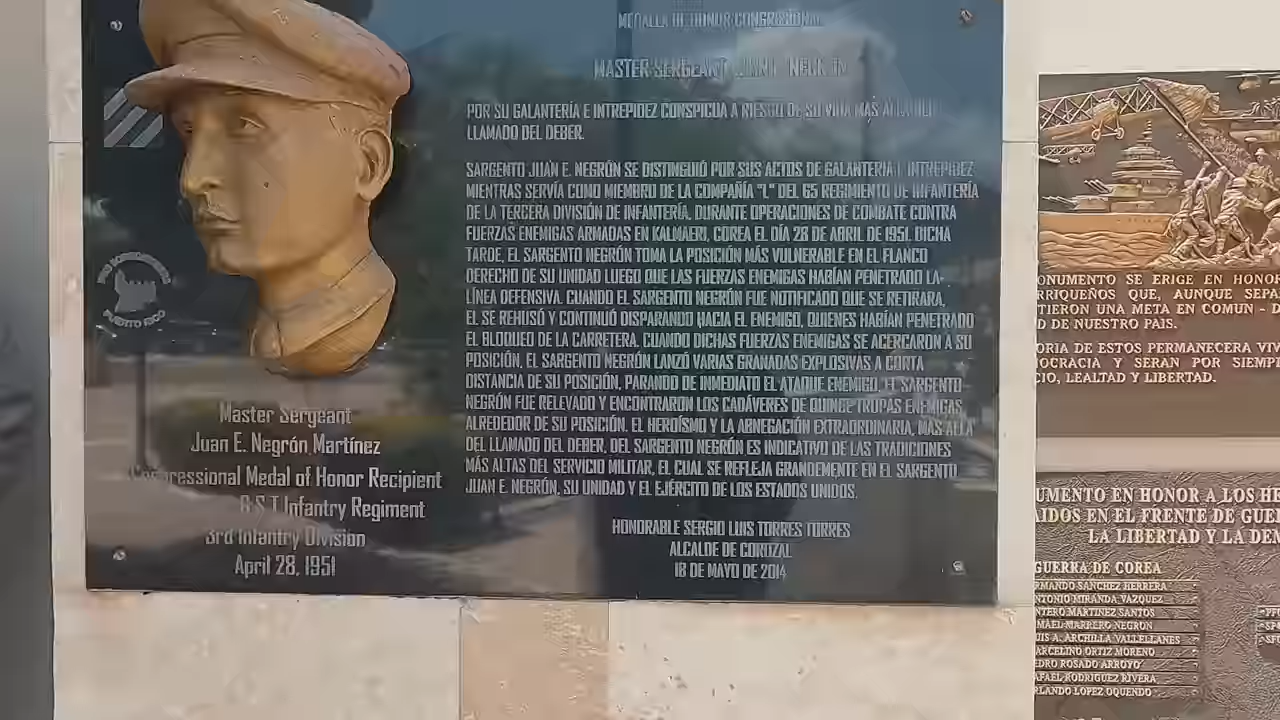 MEDALLA DE HONOR CONGRESIONAL
MASTER SERGEANT JUAN E. NEGRÓN
POR SU GALANTERÍA E INTREPIDEZ CONSPICUA A RIESGO DE SU VIDA MÁS ALLÁ DEL
LLAMADO DEL DEBER.
SARGENTO JUAN E. NEGRÓN SE DISTINGUIÓ POR SUS ACTOS DE GALANTERIA E INTREPIDEZ
MIENTRAS SERVÍA COMO MIEMBRO DE LA COMPAÑÍA "L" DEL 65 REGIMIENTO DE INFANTERÍA
DE LA TERCERA DIVISIÓN DE INFANTERÍA, DURANTE OPERACIONES DE COMBATE CONTRA
FUERZAS ENEMIGAS ARMADAS EN KALMAERI, COREA EL DÍA 28 DE ABRIL DE 1951. DICHA
TARDE, EL SARGENTO NEGRÓN TOMA LA POSICIÓN MÁS VULNERABLE EN EL FLANCO
DERECHO DE SU UNIDAD LUEGO QUE LAS FUERZAS ENEMIGAS HABÍAN PENETRADO LA
LÍNEA DEFENSIVA. CUANDO EL SARGENTO NEGRÓN FUE NOTIFICADO QUE SE RETIRARA,
EL SE REHUSÓ Y CONTINUÓ DISPARANDO HACIA EL ENEMIGO, QUIENES HABÍAN PENETRADO
EL BLOQUEO DE LA CARRETERA. CUANDO DICHAS FUERZAS ENEMIGAS SE ACERCARON A SU
POSICIÓN, EL SARGENTO NEGRÓN LANZÓ VARIAS GRANADAS EXPLOSIVAS A CORTA
DISTANCIA DE SU POSICIÓN, PARANDO DE INMEDIATO EL ATAQUE ENEMIGO. EL SARGENTO
NEGRÓN FUE RELEVADO Y ENCONTRARON LOS CADÁVERES DE QUINCE TROPAS ENEMIGAS
ALREDEDOR DE SU POSICIÓN. EL HEROÍSMO Y LA ABNEGACIÓN EXTRAORDINARIA, MÁS ALLÁ
DEL LLAMADO DEL DEBER, DEL SARGENTO NEGRÓN ES INDICATIVO DE LAS TRADICIONES
MÁS ALTAS DEL SERVICIO MILITAR, EL CUAL SE REFLEJA GRANDEMENTE EN EL SARGENTO
JUAN E. NEGRÓN, SU UNIDAD Y EL EJÉRCITO DE LOS ESTADOS UNIDOS.
HONORABLE SERGIO LUIS TORRES TORRES
ALCALDE DE COROZAL
18 DE MAYO DE 2014
PUERTO RICO
Master Sergeant
Juan E. Negrón Martínez
Congressional Medal of Honor Recipient
Infantry Regiment
3rd Infantry Division
April 28, 1951
ONUMENTO SE ERIGE EN HONOR
RRIQUEÑOS QUE, AUNQUE SEPA
TIERON UNA META EN COMUN - D
D DE NUESTRO PAIS.
ORIA DE ESTOS PERMANECERA VIV
OCRACIA Y SERAN POR SIEMP
CIO, LEALTAD Y LIBERTAD.
UMENTO EN HONOR A LOS HE
AIDOS EN EL FRENTE DE GUE
LA LIBERTAD Y LA DEM
GUERRA DE COREA
RMANDO SANCHEZ HERRERA
NTONIO MIRANDA VAZQUEZ
NTERO MARTINEZ SANTOS
MAEL MARRERO NEGRON
UIS A. ARCHILLA VALLELLANES
ARCELINO ORTIZ MORENO
EDRO ROSADO ARROYO
AFAEL RODRIGUEZ RIVERA
RLANDO LOPEZ OQUENDO